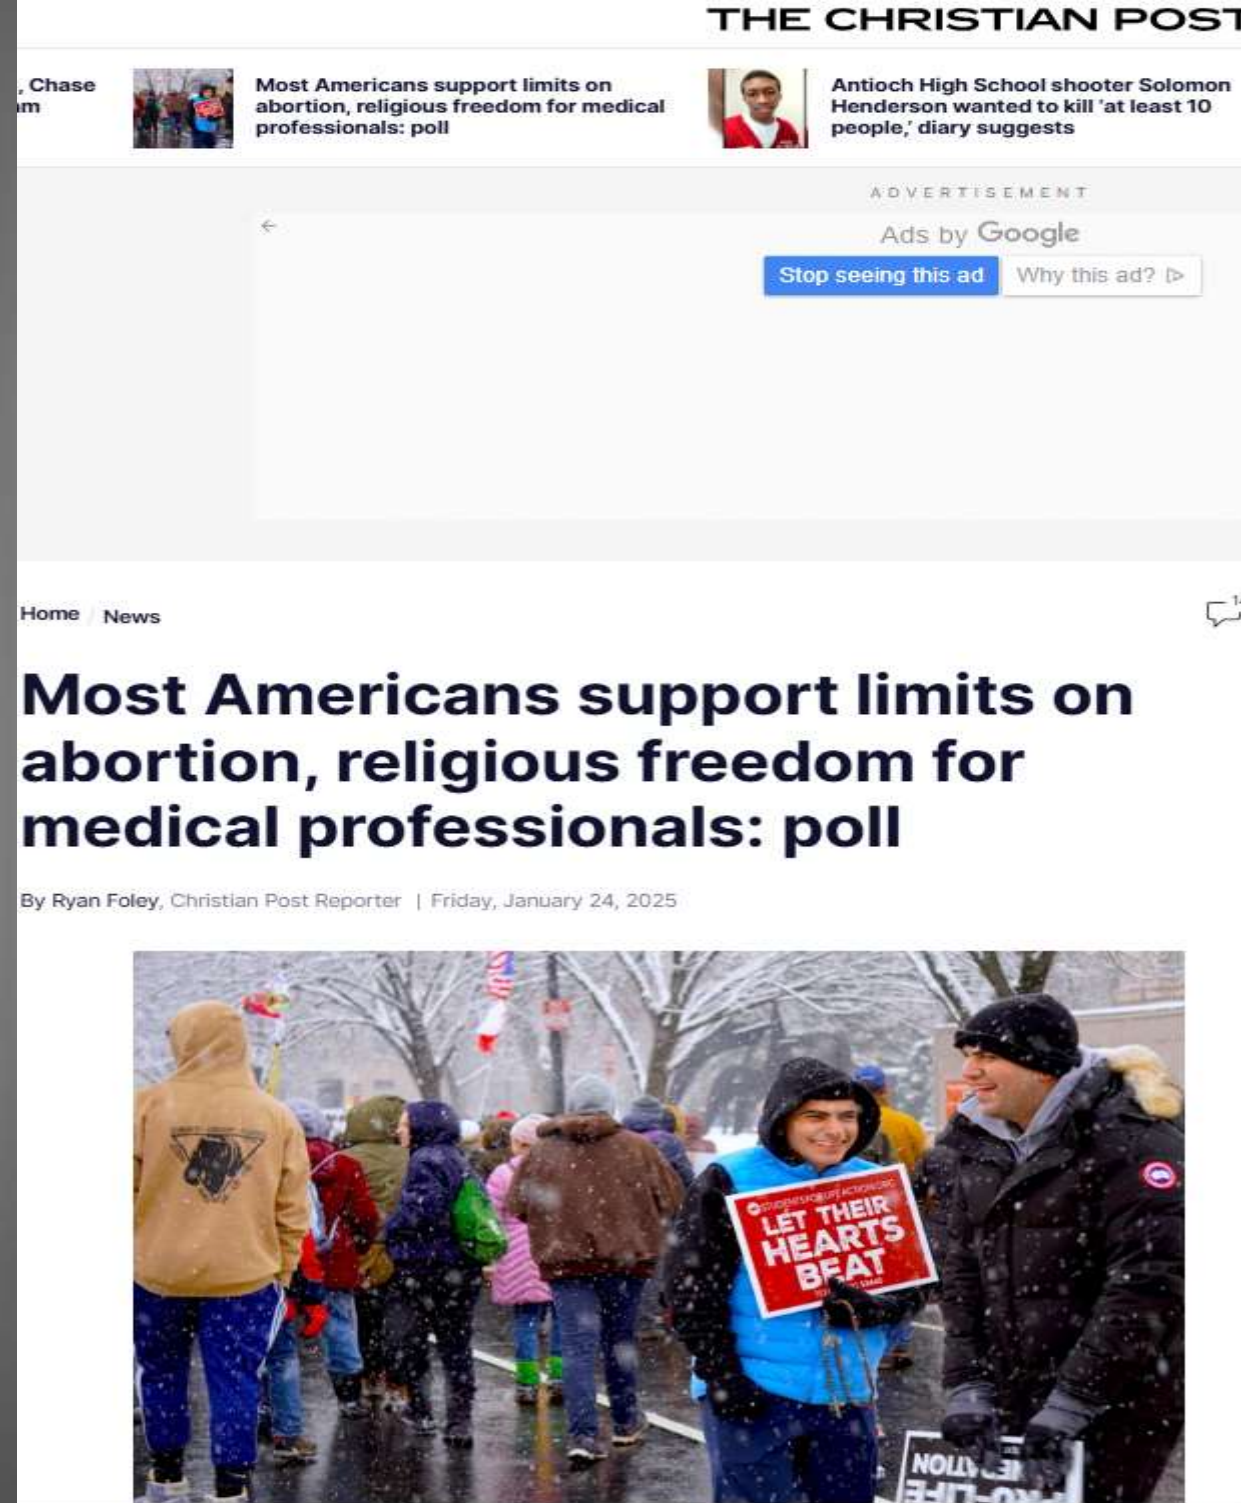 THE CHRISTIAN POST
, Chase
Most Americans support limits on
abortion, religious freedom for medical
professionals: poll
Antioch High School shooter Solomon
Henderson wanted to kill ‘at least 10
people,’ diary suggests
ADVERTISEMENT
Ads by Google
Stop seeing this ad
Why this ad?
Home / News
Most Americans support limits on
abortion, religious freedom for
medical professionals: poll
By Ryan Foley, Christian Post Reporter | Friday, January 24, 2025
STUDENTSFORLIFEACTION.ORG
LET THEIR
HEARTS
BEAT